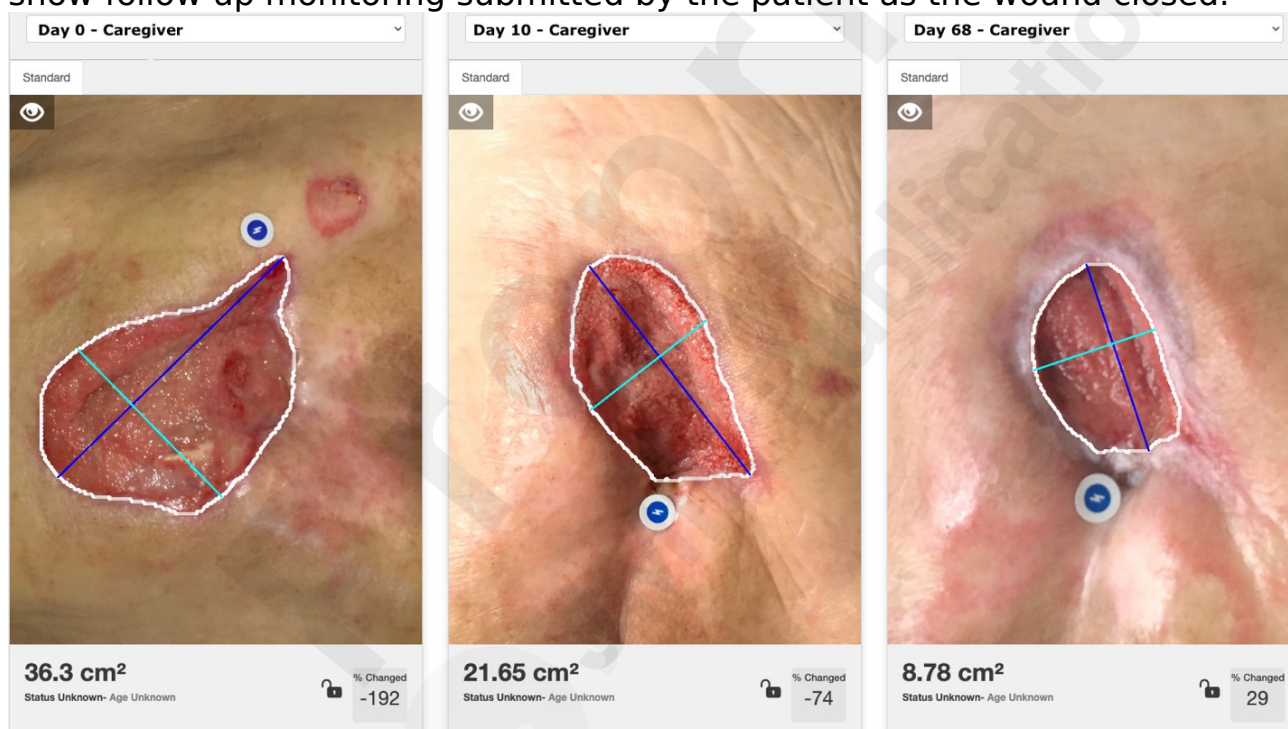 show follow-up monitoring submitted by the patient as the wound closed.
Day 0 - Caregiver
Standard
36.3 cm²
Status Unknown- Age Unknown
% Changed
-192
Day 10 - Caregiver
Standard
21.65 cm²
Status Unknown- Age Unknown
% Changed
-74
Day 68 - Caregiver
Standard
8.78 cm²
Status Unknown- Age Unknown
% Changed
29